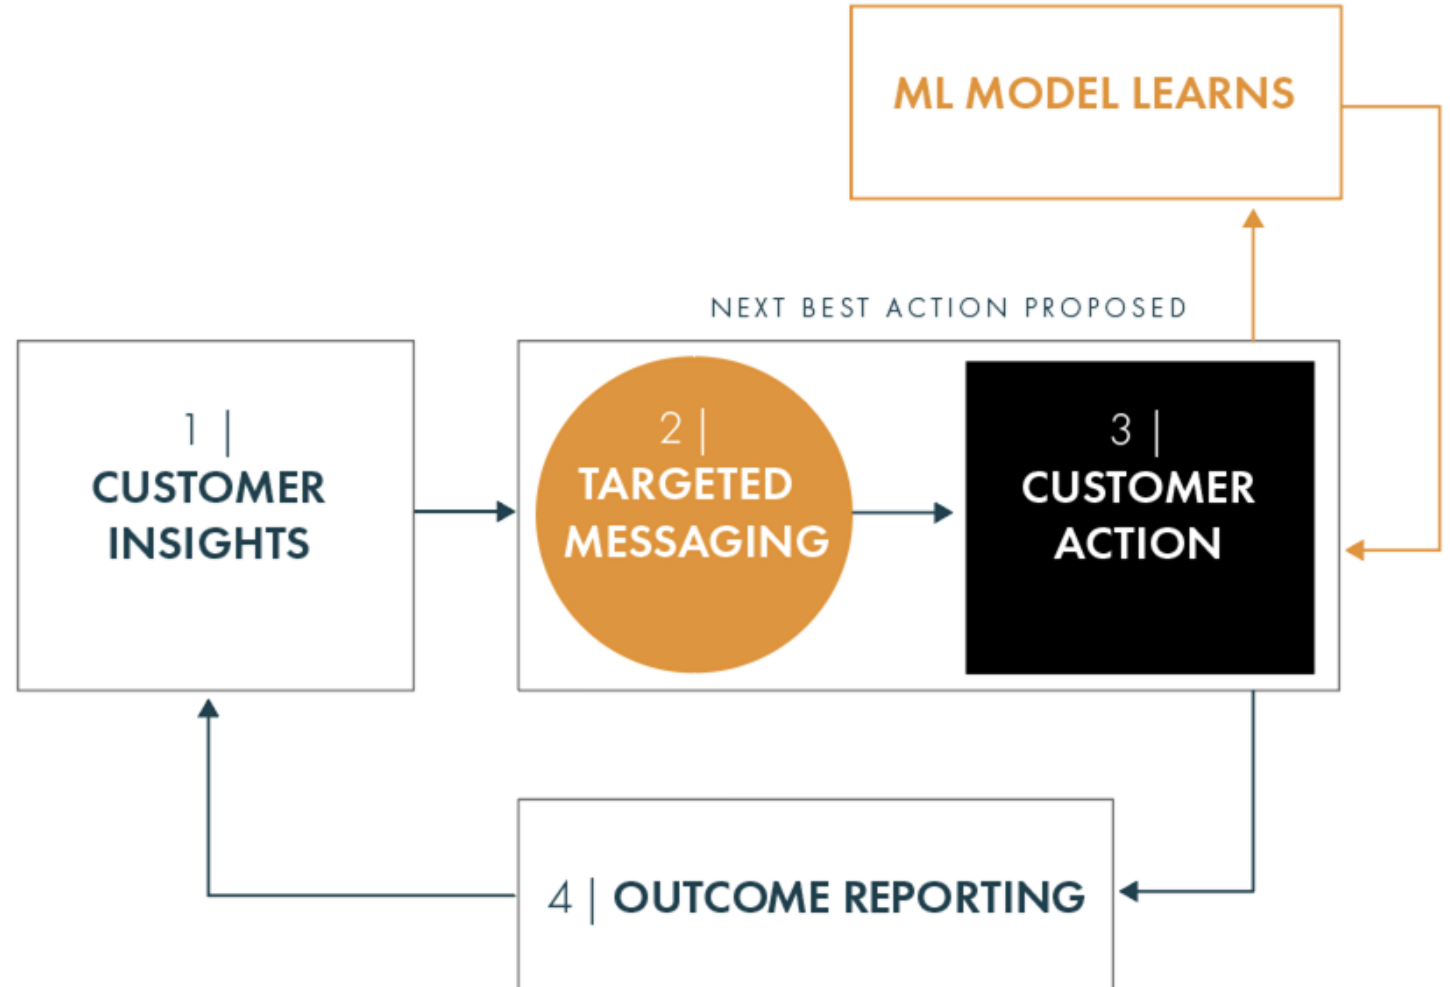 ML MODEL LEARNS
NEXT BEST ACTION PROPOSED
1 |
CUSTOMER
INSIGHTS
2 |
TARGETED
MESSAGING
3 |
CUSTOMER
ACTION
4 | OUTCOME REPORTING